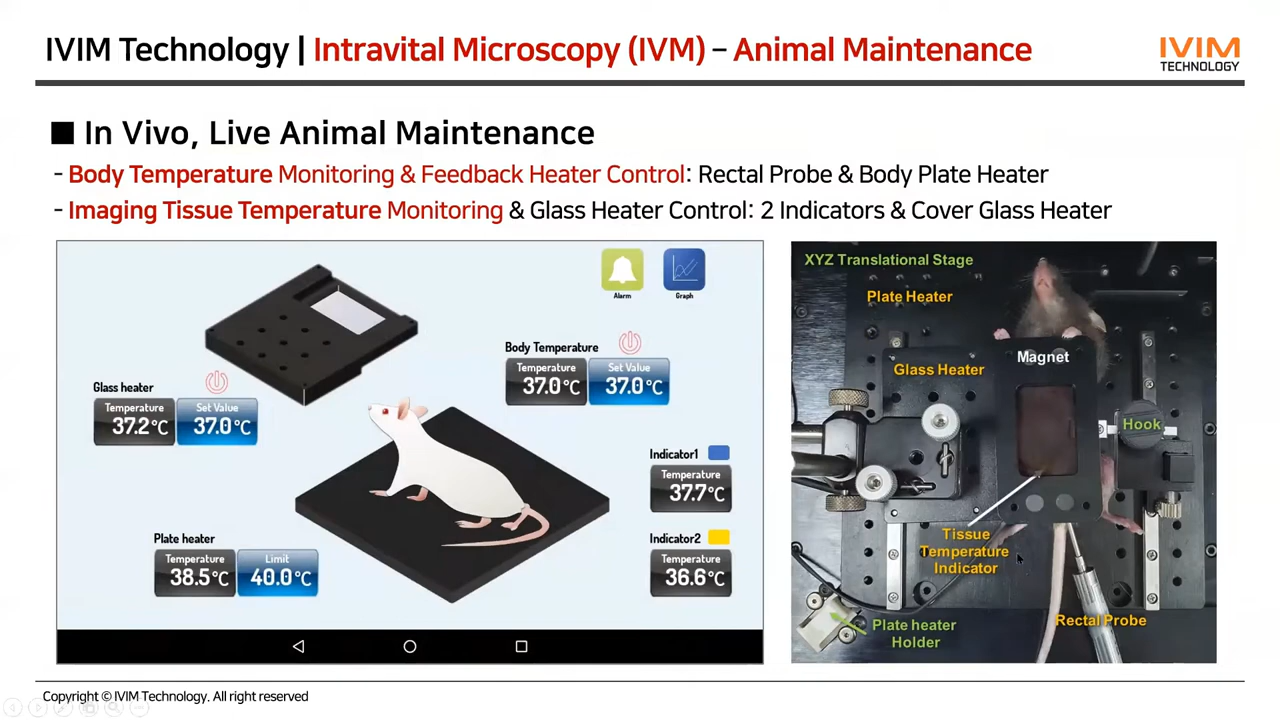 IVIM Technology | Intravital Microscopy (IVM) – Animal Maintenance
IVIM
TECHNOLOGY
■ In Vivo, Live Animal Maintenance
- Body Temperature Monitoring & Feedback Heater Control: Rectal Probe & Body Plate Heater
- Imaging Tissue Temperature Monitoring & Glass Heater Control: 2 Indicators & Cover Glass Heater
Alarm
Graph
Body Temperature
Temperature
37.0°C
Set Value
37.0°C
Glass heater
Temperature
37.2°C
Set Value
37.0°C
Indicator1
Temperature
37.7°C
Plate heater
Temperature
38.5°C
Limit
40.0°C
Indicator2
Temperature
36.6°C
XYZ Translational Stage
Plate Heater
Magnet
Glass Heater
Hook
Tissue
Temperature
Indicator
Plate heater
Holder
Rectal Probe
Copyright © IVIM Technology. All right reserved